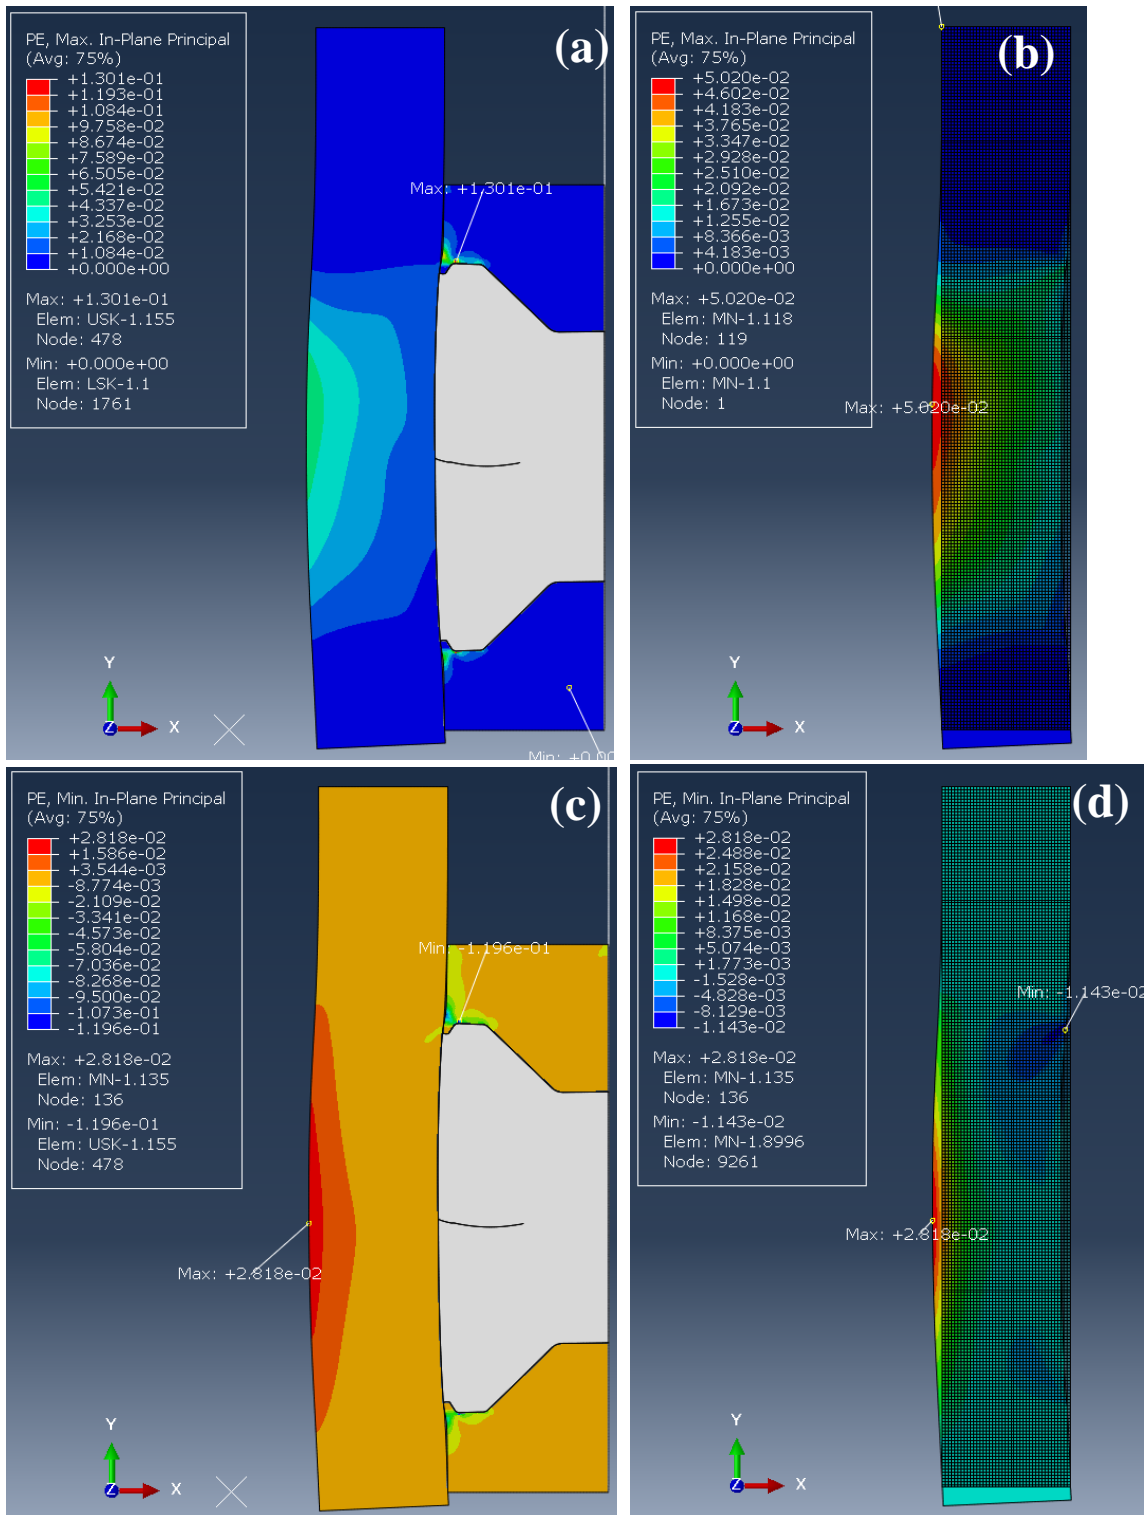 PE, Max. In-Plane Principal
(Avg: 75%)
+1.301e-01
+1.193e-01
+1.084e-01
+9.758e-02
+8.674e-02
+7.589e-02
+6.505e-02
+5.421e-02
+4.337e-02
+3.253e-02
+2.168e-02
+1.084e-02
+0.000e+00
Max: +1.301e-01
Elem: USK-1.155
Node: 478
Min: +0.000e+00
Elem: LSK-1.1
Node: 1761
(a)
Max: +1.301e-01
Min: +0.00
Y
Z
X
PE, Max. In-Plane Principal
(Avg: 75%)
+5.020e-02
+4.602e-02
+4.183e-02
+3.765e-02
+3.347e-02
+2.928e-02
+2.510e-02
+2.092e-02
+1.673e-02
+1.255e-02
+8.366e-03
+4.183e-03
+0.000e+00
Max: +5.020e-02
Elem: MN-1.118
Node: 119
Min: +0.000e+00
Elem: MN-1.1
Node: 1
(b)
Max: +5.020e-02
Y
Z
X
PE, Min. In-Plane Principal
(Avg: 75%)
+2.818e-02
+1.586e-02
+3.544e-03
-8.774e-03
-2.109e-02
-3.341e-02
-4.573e-02
-5.804e-02
-7.036e-02
-8.268e-02
-9.500e-02
-1.073e-01
-1.196e-01
Max: +2.818e-02
Elem: MN-1.135
Node: 136
Min: -1.196e-01
Elem: USK-1.155
Node: 478
(c)
Min: -1.196e-01
Max: +2.818e-02
Y
Z
X
PE, Min. In-Plane Principal
(Avg: 75%)
+2.818e-02
+2.488e-02
+2.158e-02
+1.828e-02
+1.498e-02
+1.168e-02
+8.375e-03
+5.074e-03
+1.773e-03
-1.528e-03
-4.828e-03
-8.129e-03
-1.143e-02
Max: +2.818e-02
Elem: MN-1.135
Node: 136
Min: -1.143e-02
Elem: MN-1.8996
Node: 9261
(d)
Min: -1.143e-02
Max: +2.818e-02
Y
Z
X